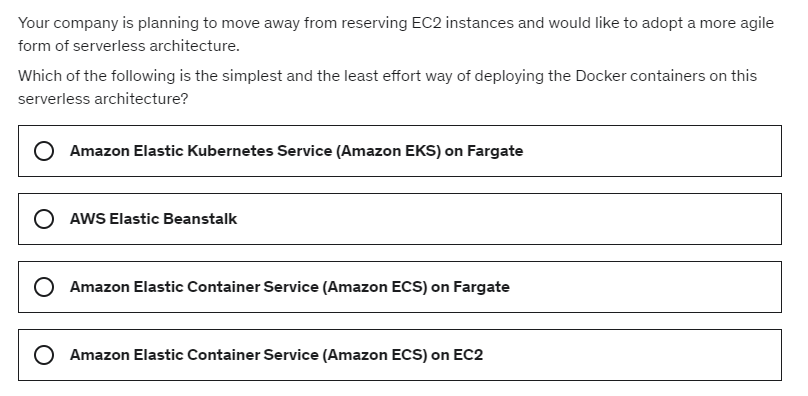 Your company is planning to move away from reserving EC2 instances and would like to adopt a more agile
form of serverless architecture.
Which of the following is the simplest and the least effort way of deploying the Docker containers on this
serverless architecture?
Amazon Elastic Kubernetes Service (Amazon EKS) on Fargate
AWS Elastic Beanstalk
Amazon Elastic Container Service (Amazon ECS) on Fargate
Amazon Elastic Container Service (Amazon ECS) on EC2